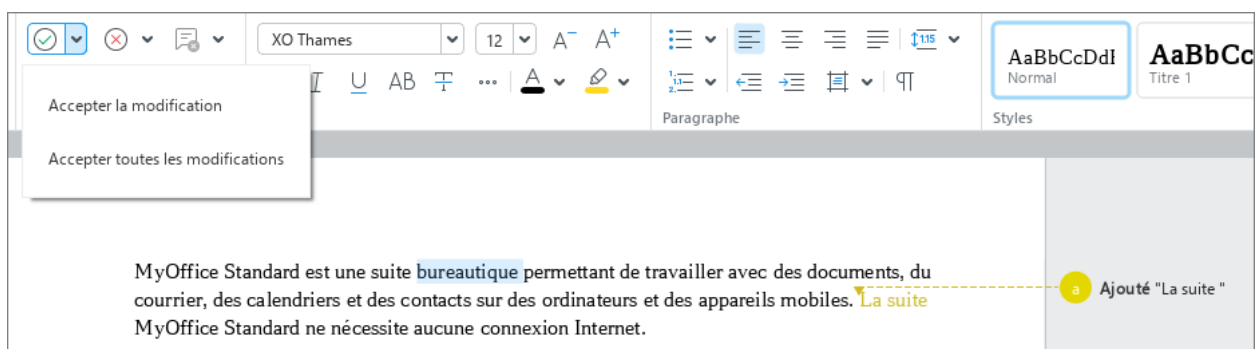 XO Thames
12
A⁻ A⁺
Accepter la modification
Accepter toutes les modifications
I U AB T ... A
1.15
¶
Paragraphe
AaBbCcDdI
Normal
AaBbCc
Titre 1
Styles
MyOffice Standard est une suite bureautique permettant de travailler avec des documents, du
courrier, des calendriers et des contacts sur des ordinateurs et des appareils mobiles. La suite
MyOffice Standard ne nécessite aucune connexion Internet.
a Ajouté "La suite "